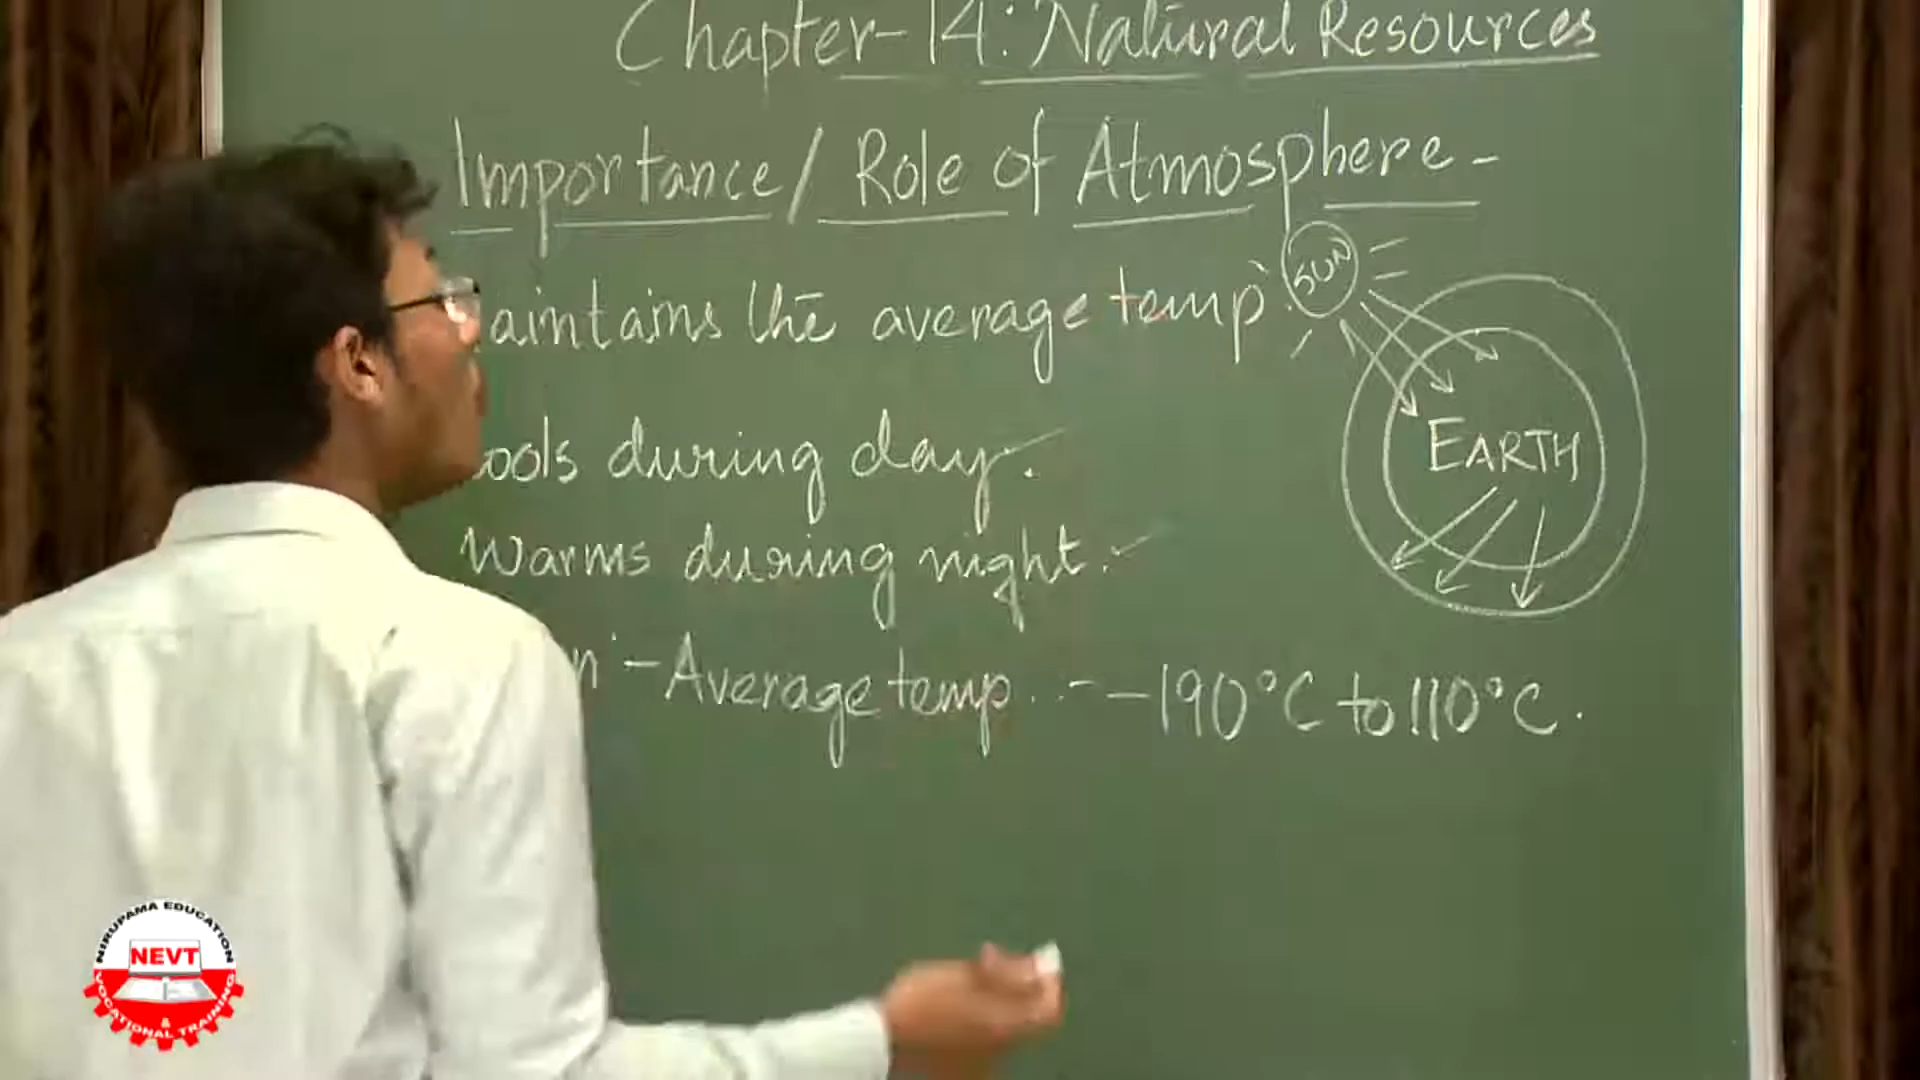 Chapter-14: Natural Resources
Importance / Role of Atmosphere -
aintains the average temp.
SUN
EARTH
ools during day.
Warms during night.
n - Average temp. - -190°C to 110°C.
NIRUPAMA EDUCATION
NEVT
& VOCATIONAL TRAINING